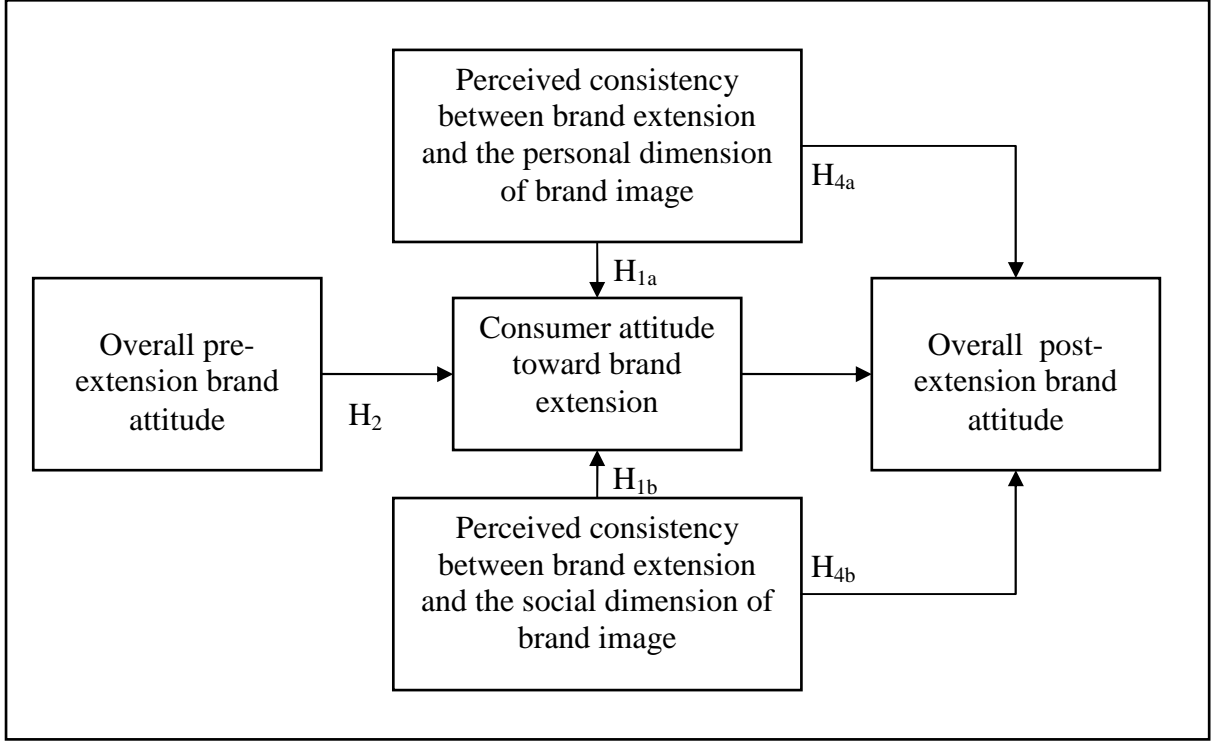 Perceived consistency
between brand extension
and the personal dimension
of brand image
H4a
H1a
Overall pre-
extension brand
attitude
H2
Consumer attitude
toward brand
extension
Overall post-
extension brand
attitude
H1b
Perceived consistency
between brand extension
and the social dimension of
brand image
H4b